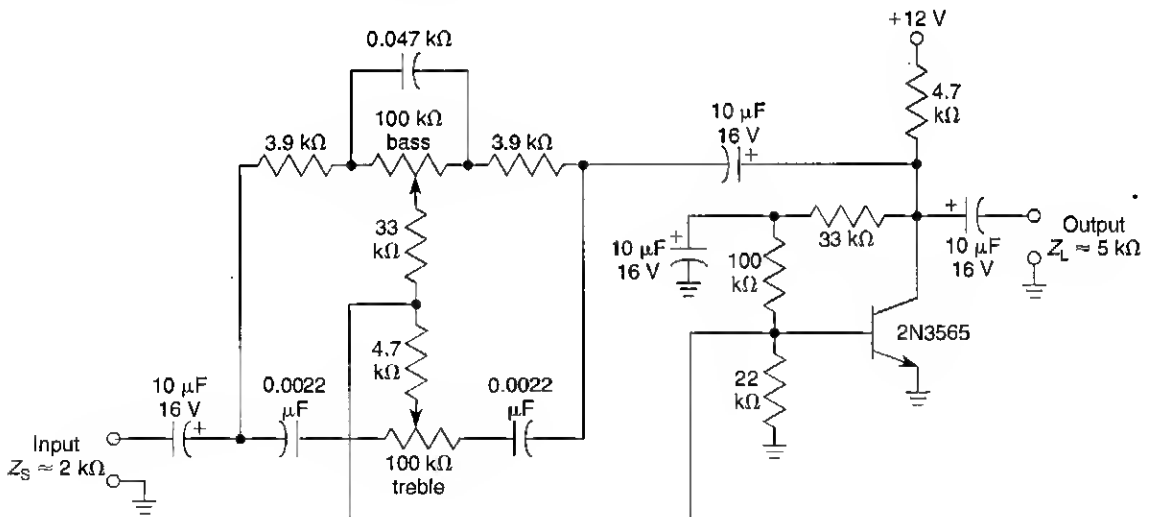 0.047 kΩ
100 kΩ
bass
3.9 kΩ
3.9 kΩ
33
kΩ
4.7
kΩ
10 μF
16 V
+
0.0022
μF
0.0022
μF
100 kΩ
treble
Input
Z_S ≈ 2 kΩ
10 μF
16 V
+
+12 V
4.7
kΩ
+
10 μF
16 V
33 kΩ
100
kΩ
22
kΩ
+
10 μF
16 V
Output
Z_L ≈ 5 kΩ
2N3565